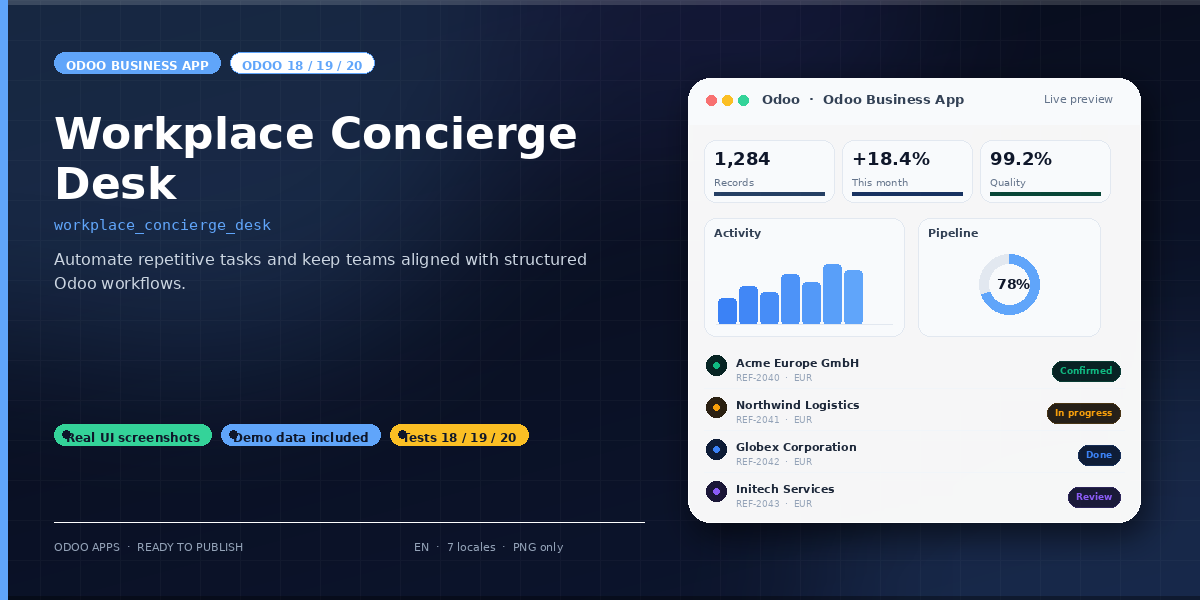 ODOO BUSINESS APP
ODOO 18 / 19 / 20
Workplace Concierge
Desk
workplace_concierge_desk
Automate repetitive tasks and keep teams aligned with structured
Odoo workflows.
Real UI screenshots
Demo data included
Tests 18 / 19 / 20
ODOO APPS · READY TO PUBLISH
EN · 7 locales · PNG only
Odoo · Odoo Business App
Live preview
1,284
Records
+18.4%
This month
99.2%
Quality
Activity
Pipeline
78%
Acme Europe GmbH
REF-2040 · EUR
Confirmed
Northwind Logistics
REF-2041 · EUR
In progress
Globex Corporation
REF-2042 · EUR
Done
Initech Services
REF-2043 · EUR
Review